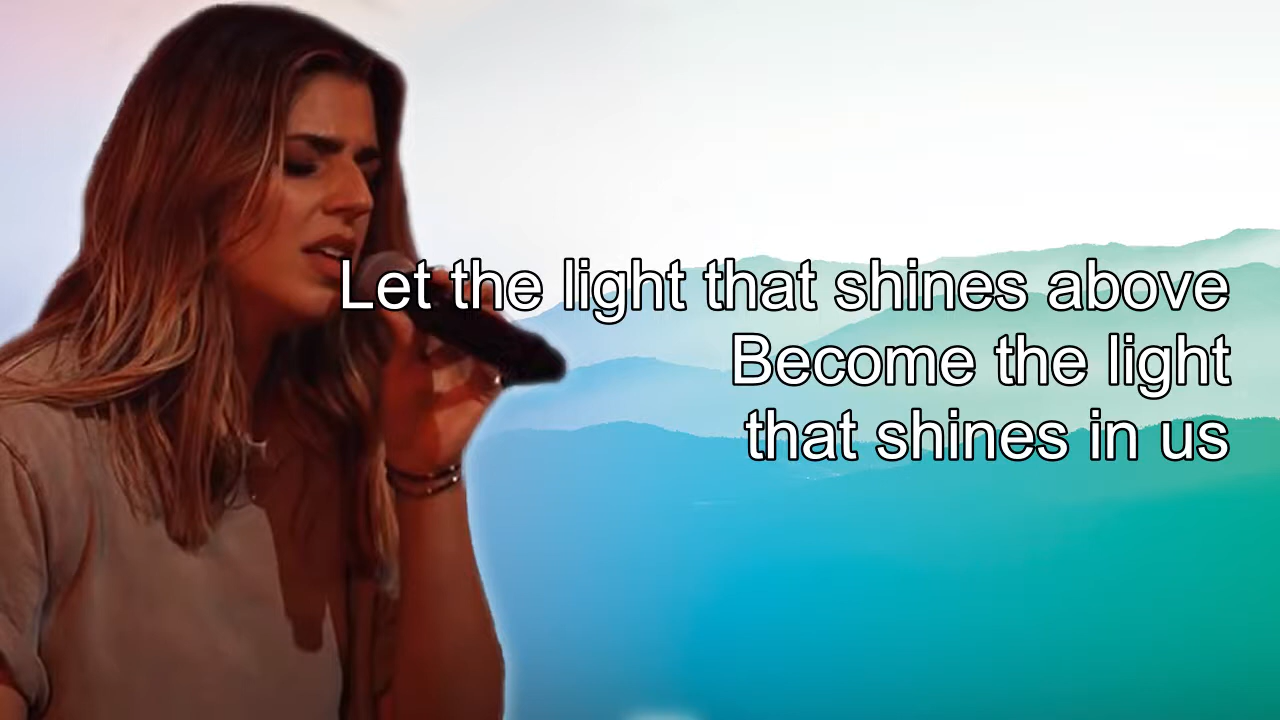 Let the light that shines above
Become the light
that shines in us